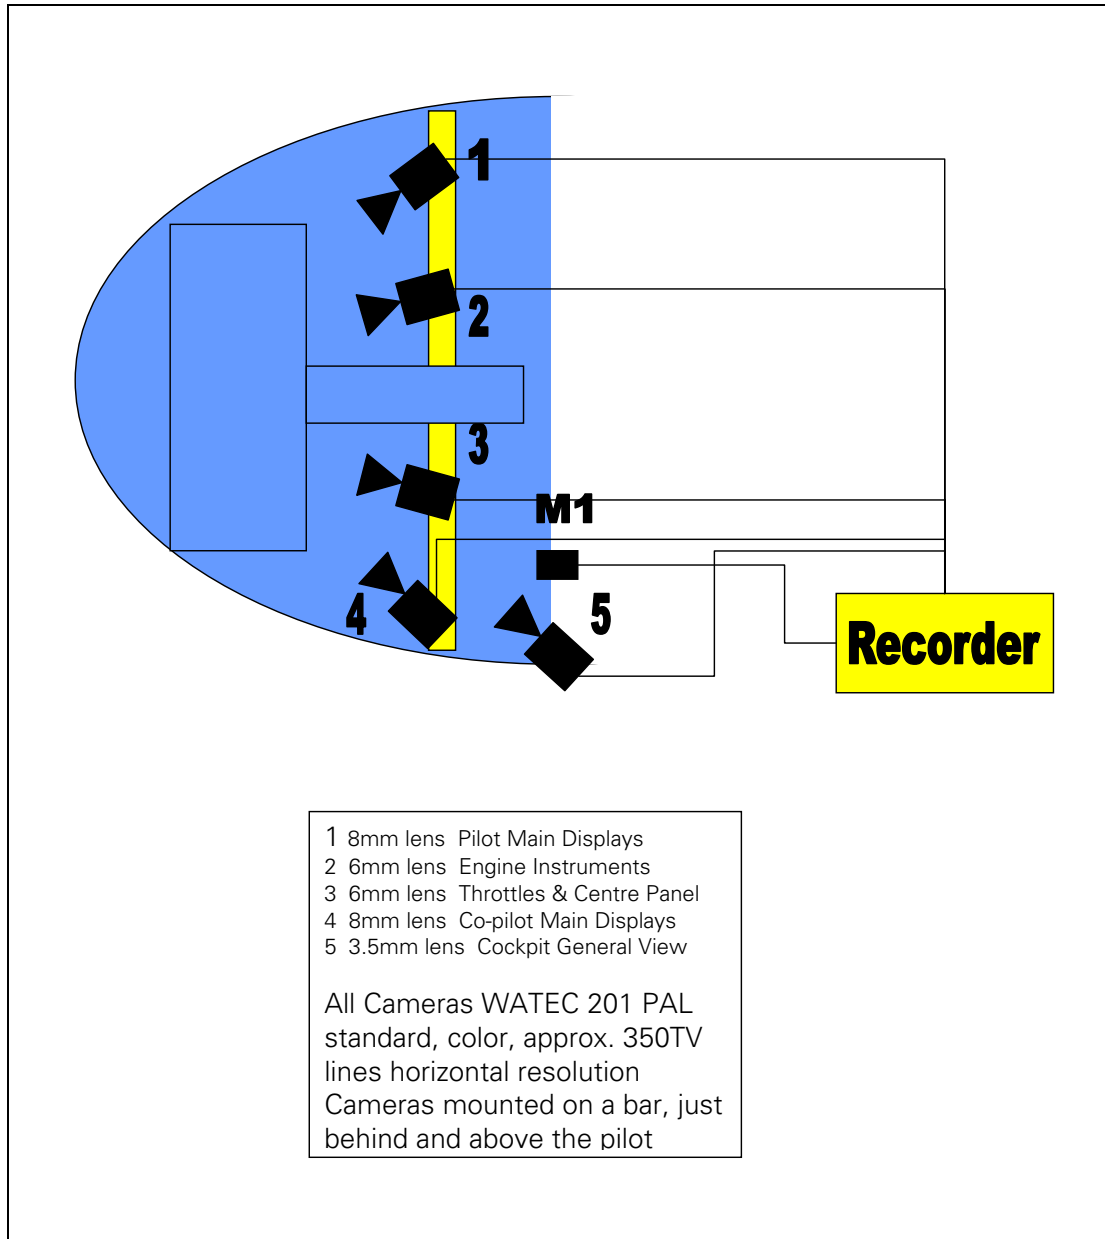 1
2
3
M1
4
5
Recorder
1 8mm lens Pilot Main Displays
2 6mm lens Engine Instruments
3 6mm lens Throttles & Centre Panel
4 8mm lens Co-pilot Main Displays
5 3.5mm lens Cockpit General View
All Cameras WATEC 201 PAL
standard, color, approx. 350TV
lines horizontal resolution
Cameras mounted on a bar, just
behind and above the pilot